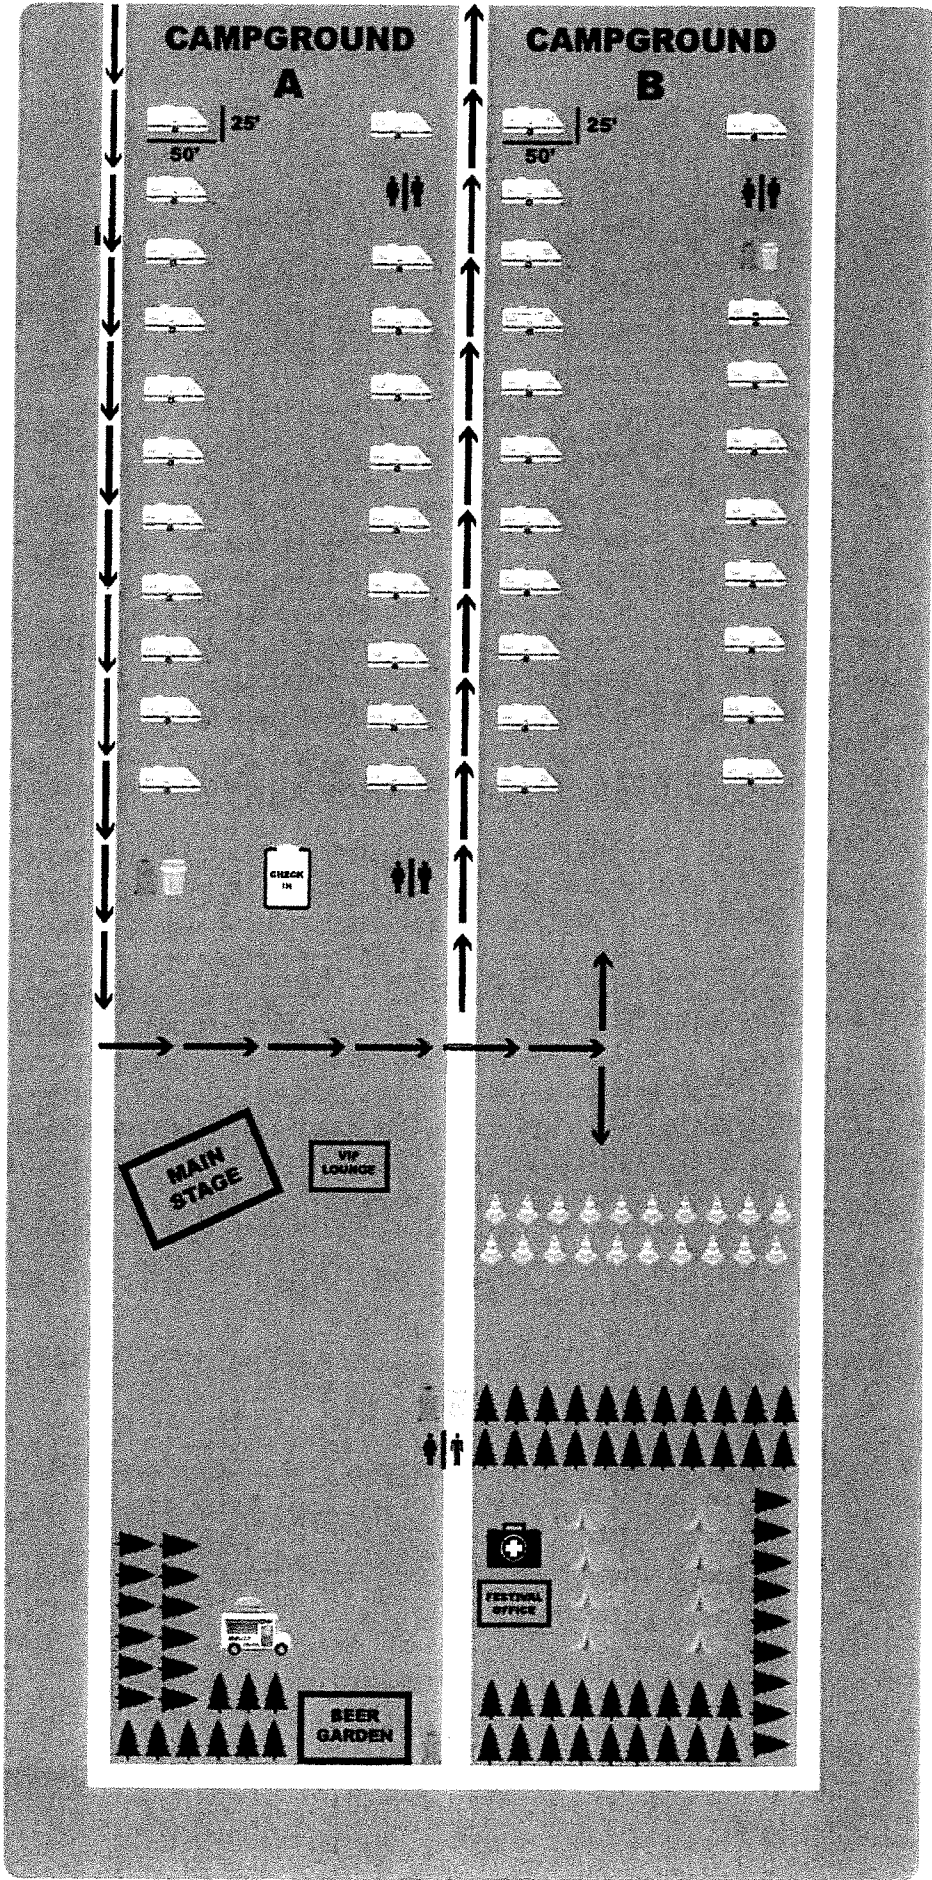 CAMPGROUND
A
CAMPGROUND
B
25'
50'
25'
50'
CHECK
IN
MAIN
STAGE
VIP
LOUNGE
FESTIVAL
OFFICE
BEER
GARDEN